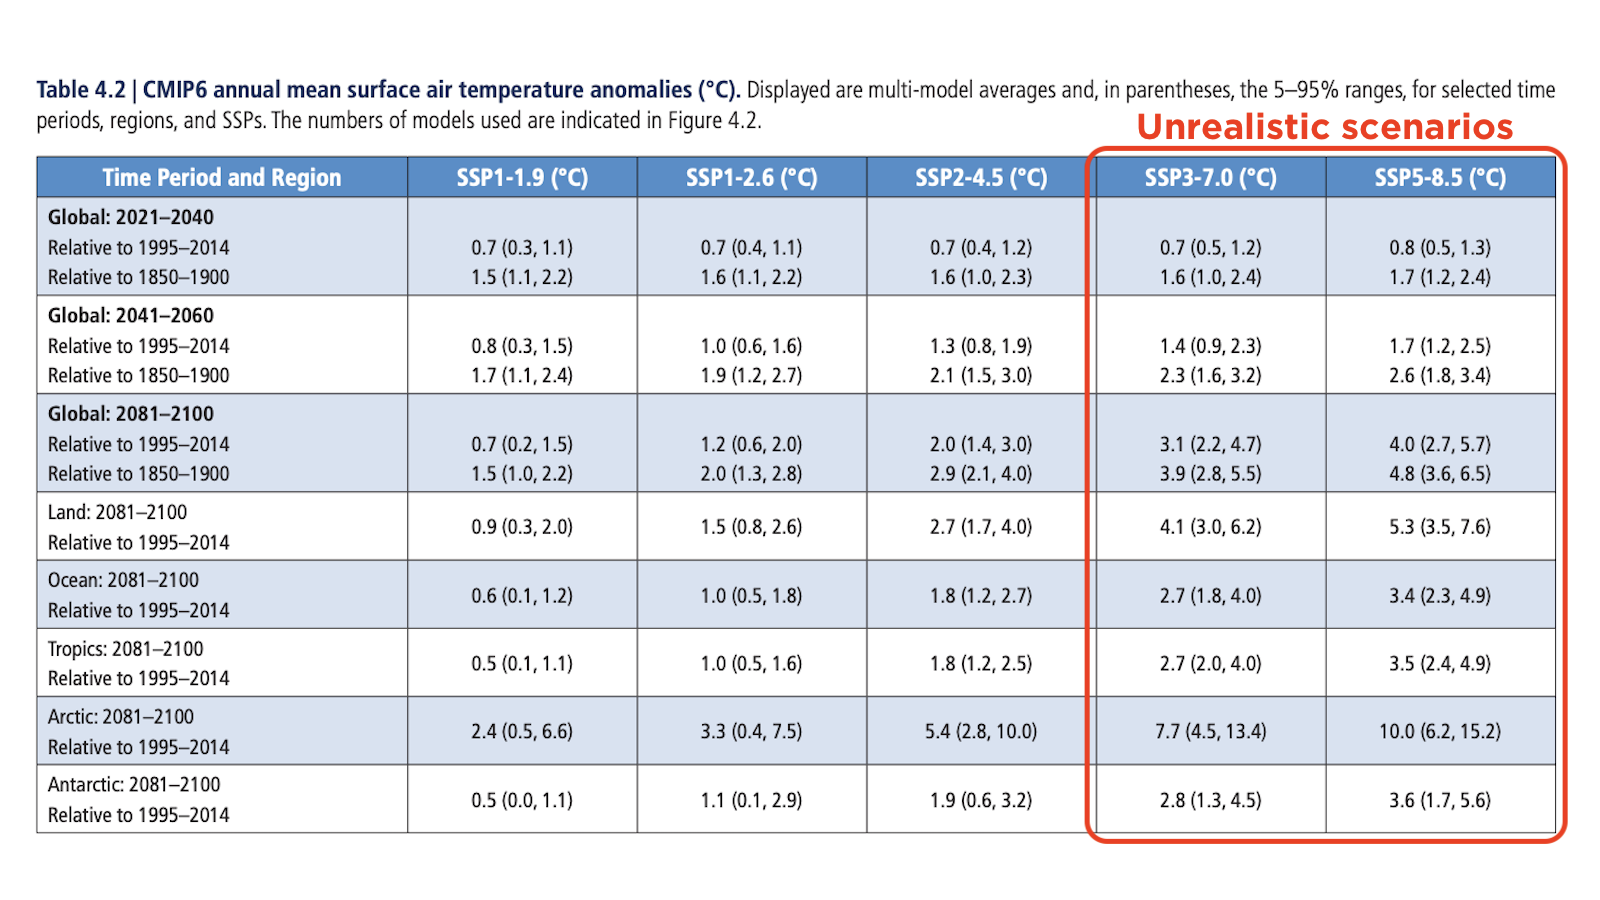 Table 4.2 | CMIP6 annual mean surface air temperature anomalies (°C). Displayed are multi-model averages and, in parentheses, the 5–95% ranges, for selected time
periods, regions, and SSPs. The numbers of models used are indicated in Figure 4.2.
Unrealistic scenarios
Time Period and Region SSP1-1.9 (°C) SSP1-2.6 (°C) SSP2-4.5 (°C) SSP3-7.0 (°C) SSP5-8.5 (°C)
Global: 2021–2040
Relative to 1995–2014 0.7 (0.3, 1.1) 0.7 (0.4, 1.1) 0.7 (0.4, 1.2) 0.7 (0.5, 1.2) 0.8 (0.5, 1.3)
Relative to 1850–1900 1.5 (1.1, 2.2) 1.6 (1.1, 2.2) 1.6 (1.0, 2.3) 1.6 (1.0, 2.4) 1.7 (1.2, 2.4)
Global: 2041–2060
Relative to 1995–2014 0.8 (0.3, 1.5) 1.0 (0.6, 1.6) 1.3 (0.8, 1.9) 1.4 (0.9, 2.3) 1.7 (1.2, 2.5)
Relative to 1850–1900 1.7 (1.1, 2.4) 1.9 (1.2, 2.7) 2.1 (1.5, 3.0) 2.3 (1.6, 3.2) 2.6 (1.8, 3.4)
Global: 2081–2100
Relative to 1995–2014 0.7 (0.2, 1.5) 1.2 (0.6, 2.0) 2.0 (1.4, 3.0) 3.1 (2.2, 4.7) 4.0 (2.7, 5.7)
Relative to 1850–1900 1.5 (1.0, 2.2) 2.0 (1.3, 2.8) 2.9 (2.1, 4.0) 3.9 (2.8, 5.5) 4.8 (3.6, 6.5)
Land: 2081–2100
Relative to 1995–2014 0.9 (0.3, 2.0) 1.5 (0.8, 2.6) 2.7 (1.7, 4.0) 4.1 (3.0, 6.2) 5.3 (3.5, 7.6)
Ocean: 2081–2100
Relative to 1995–2014 0.6 (0.1, 1.2) 1.0 (0.5, 1.8) 1.8 (1.2, 2.7) 2.7 (1.8, 4.0) 3.4 (2.3, 4.9)
Tropics: 2081–2100
Relative to 1995–2014 0.5 (0.1, 1.1) 1.0 (0.5, 1.6) 1.8 (1.2, 2.5) 2.7 (2.0, 4.0) 3.5 (2.4, 4.9)
Arctic: 2081–2100
Relative to 1995–2014 2.4 (0.5, 6.6) 3.3 (0.4, 7.5) 5.4 (2.8, 10.0) 7.7 (4.5, 13.4) 10.0 (6.2, 15.2)
Antarctic: 2081–2100
Relative to 1995–2014 0.5 (0.0, 1.1) 1.1 (0.1, 2.9) 1.9 (0.6, 3.2) 2.8 (1.3, 4.5) 3.6 (1.7, 5.6)